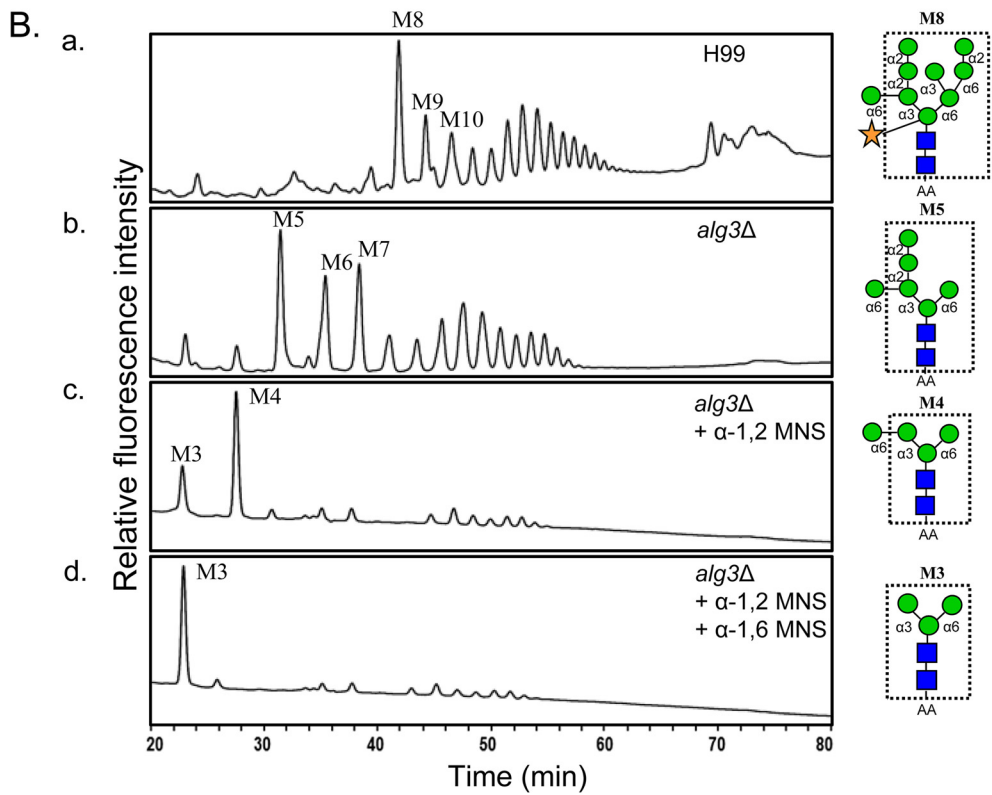 B.
a.
M8
M9
M10
H99
b.
M5
M6
M7
alg3Δ
c.
M3
M4
alg3Δ
+ α-1,2 MNS
d.
M3
alg3Δ
+ α-1,2 MNS
+ α-1,6 MNS
Relative fluorescence intensity
20 30 40 50 60 70 80
Time (min)
M8
α2 α2
α2 α3 α6
α6 α3 α6
AA
M5
α2
α2
α6 α3 α6
AA
M4
α6 α3 α6
AA
M3
α3 α6
AA